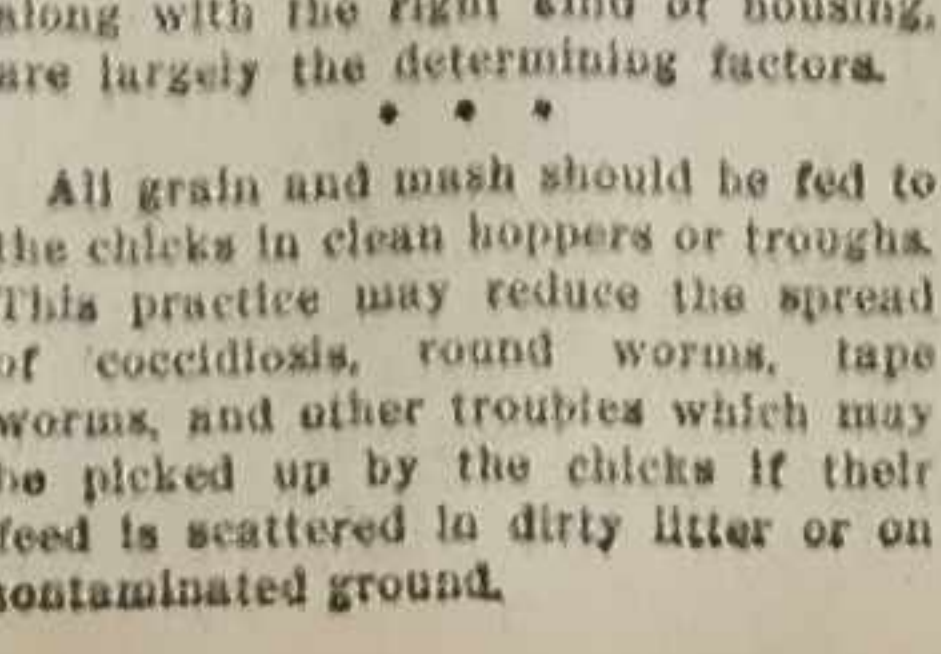 along with the right kind of housing,
are largely the determining factors.
* * *
All grain and mash should be fed to
the chicks in clean hoppers or troughs.
This practice may reduce the spread
of coccidiosis, round worms, tape
worms, and other troubles which may
be picked up by the chicks if their
feed is scattered in dirty litter or on
contaminated ground.